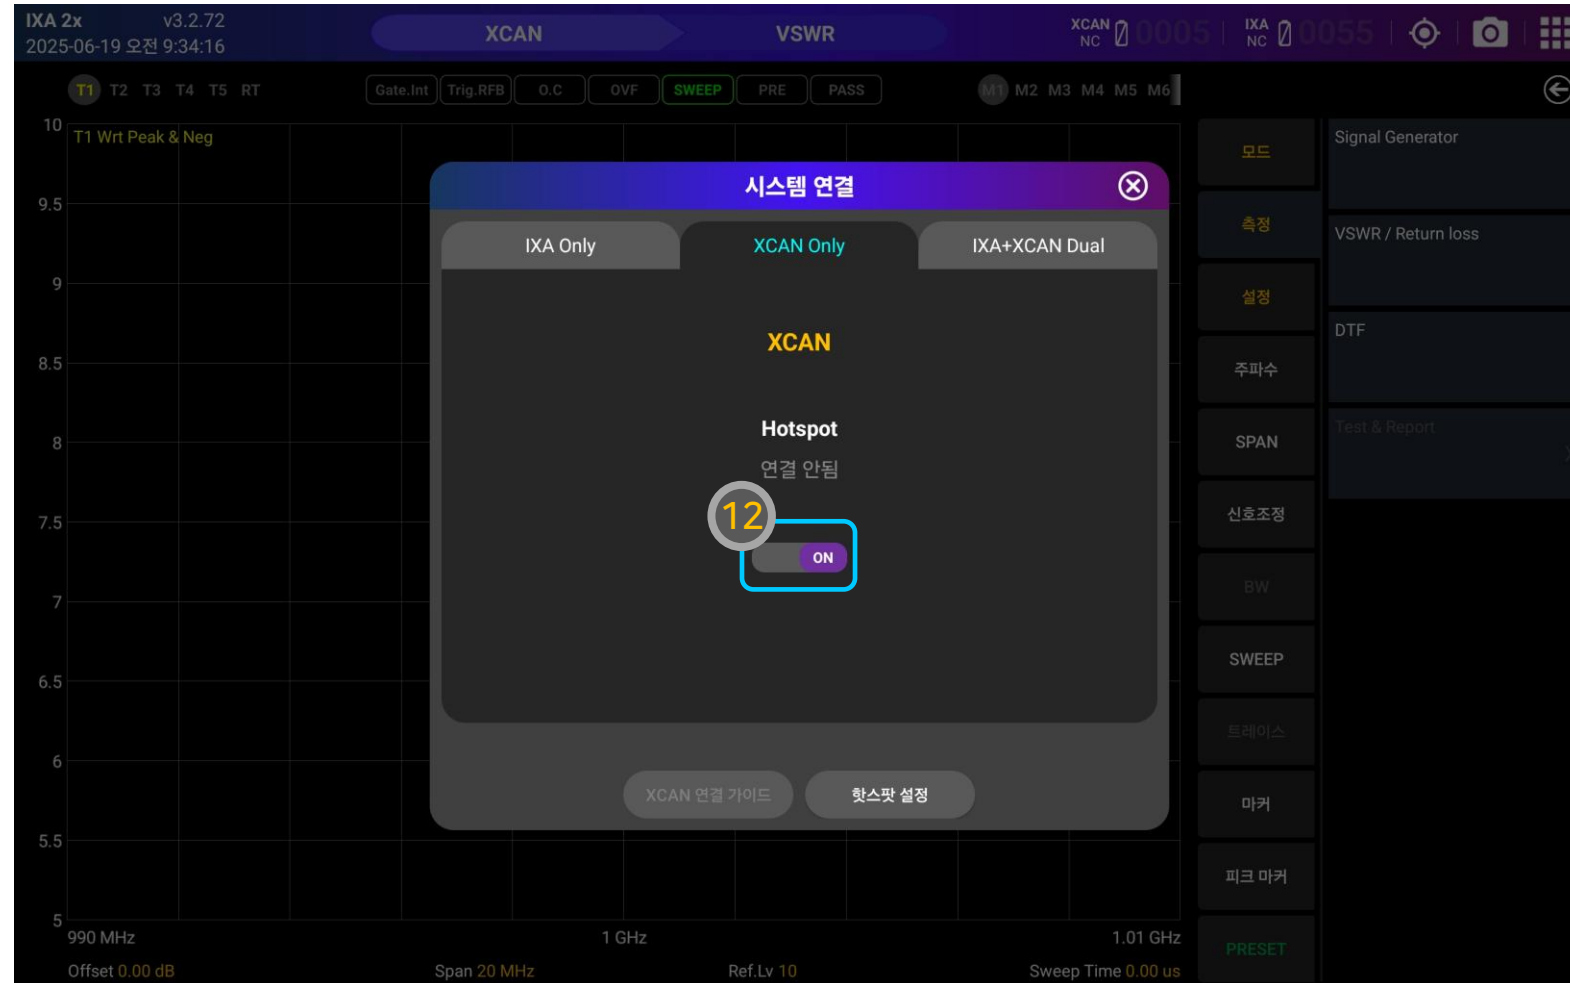 IXA 2x v3.2.72
2025-06-19 오전 9:34:16
XCAN
VSWR
XCAN
NC
0005
IXA
NC
0055
T1 T2 T3 T4 T5 RT
Gate.Int
Trig.RFB
O.C
OVF
SWEEP
PRE
PASS
M1 M2 M3 M4 M5 M6
T1 Wrt Peak & Neg
10
9.5
9
8.5
8
7.5
7
6.5
6
5.5
5
시스템 연결
IXA Only
XCAN Only
IXA+XCAN Dual
XCAN
Hotspot
연결 안됨
12
ON
XCAN 연결 가이드
핫스팟 설정
모드
측정
설정
주파수
SPAN
신호조정
BW
SWEEP
트레이스
마커
피크 마커
PRESET
Signal Generator
VSWR / Return loss
DTF
Test & Report
990 MHz
1 GHz
1.01 GHz
Offset 0.00 dB
Span 20 MHz
Ref.Lv 10
Sweep Time 0.00 us